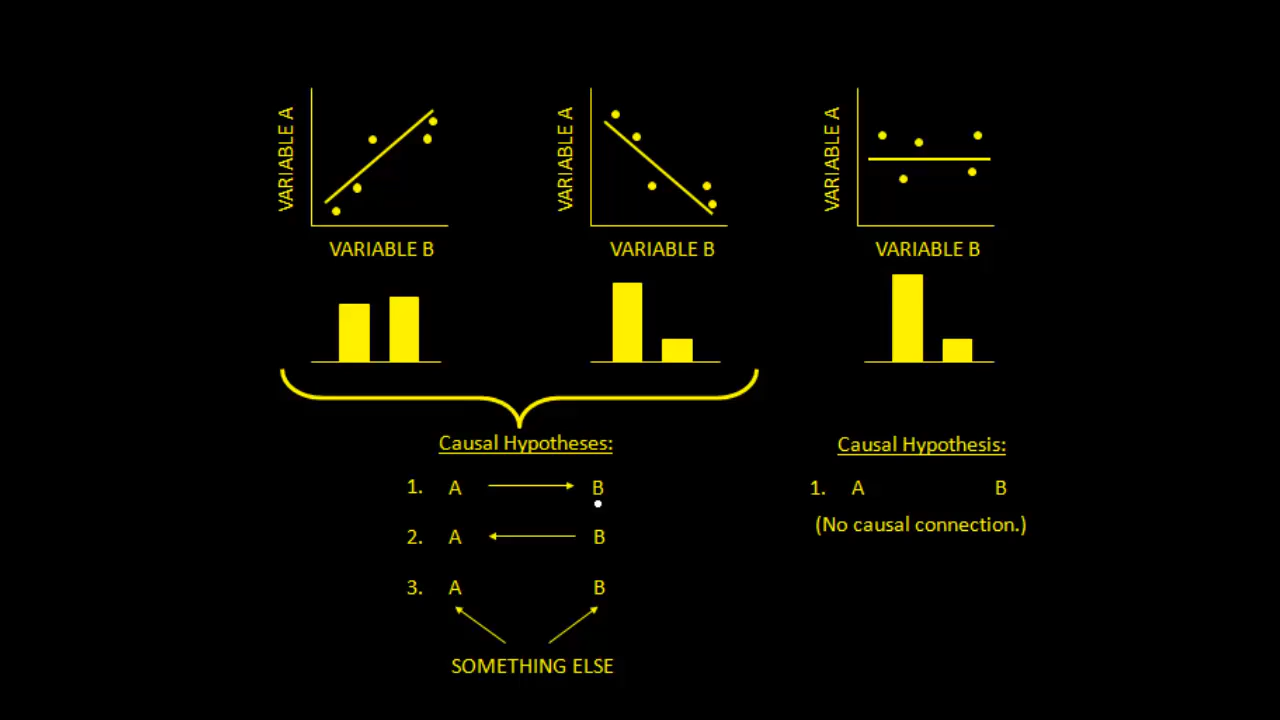 VARIABLE A
VARIABLE B
VARIABLE A
VARIABLE B
VARIABLE A
VARIABLE B
Causal Hypotheses:
1. A B
2. A B
3. A B
SOMETHING ELSE
Causal Hypothesis:
1. A B
(No causal connection.)